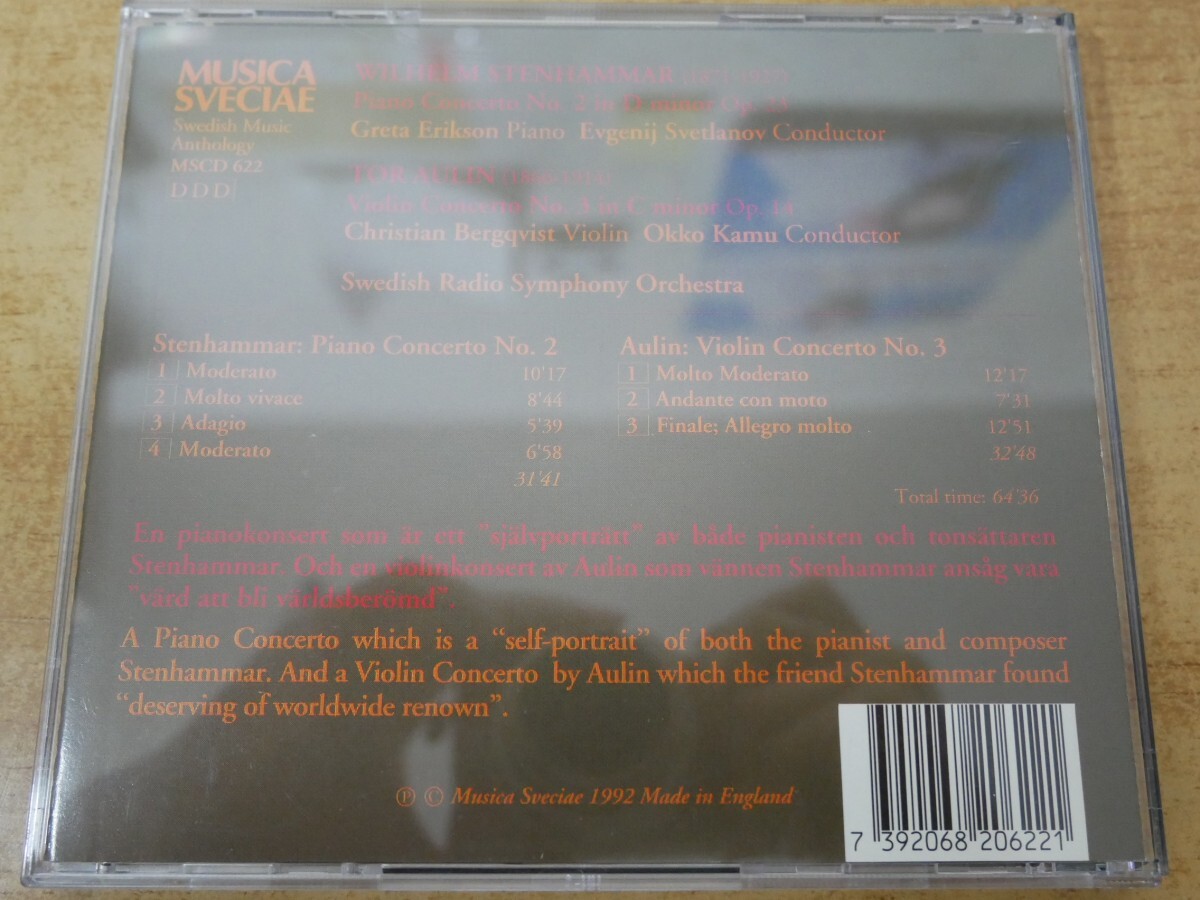 MUSICA
SVECIAE
Swedish Music
Anthology
MSCD 622
DDD
WILHELM STENHAMMAR
Piano Concerto No. 2 in D minor Op. 23
Greta Erikson Piano Evgenij Svetlanov Conductor
TOR AULIN (1866-1914)
Violin Concerto No. 3 in C minor Op. 14
Christian Bergqvist Violin Okko Kamu Conductor
Swedish Radio Symphony Orchestra
Stenhammar: Piano Concerto No. 2
1 Moderato 10'17
2 Molto vivace 8'44
3 Adagio 5'39
4 Moderato 6'58
31'41
Aulin: Violin Concerto No. 3
1 Molto Moderato 12'17
2 Andante con moto 7'31
3 Finale; Allegro molto 12'51
32'48
Total time: 64'36
En pianokonsert som är ett "självporträtt" av både pianisten och tonsättaren
Stenhammar. Och en violinkonsert av Aulin som vännen Stenhammar ansåg vara
"värd att bli världsberömd".
A Piano Concerto which is a “self-portrait” of both the pianist and composer
Stenhammar. And a Violin Concerto by Aulin which the friend Stenhammar found
“deserving of worldwide renown”.
℗ © Musica Sveciae 1992 Made in England
7 392068 206221